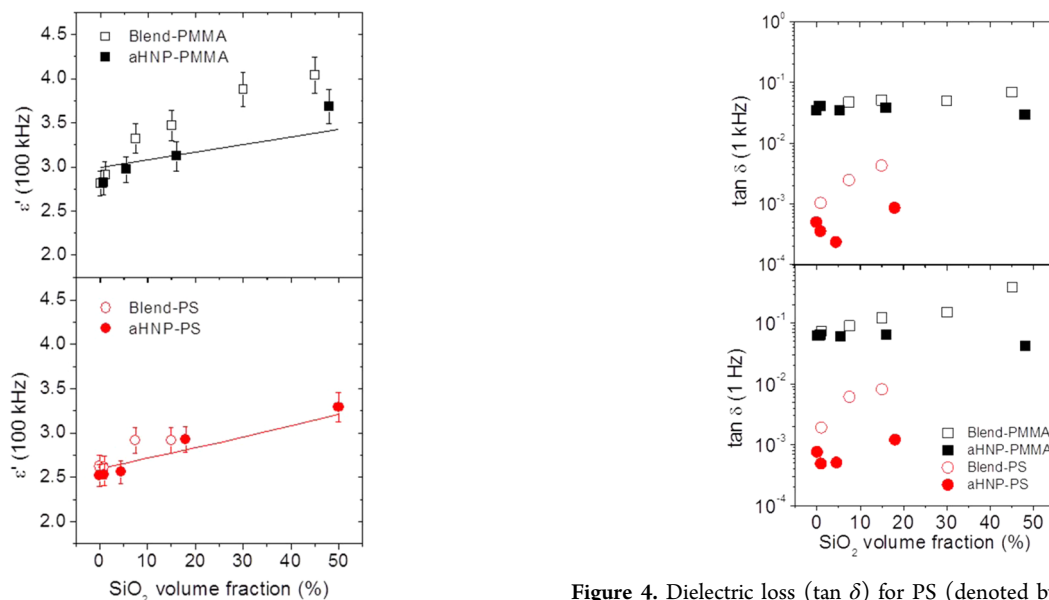 Blend-PMMA
aHNP-PMMA
4.5
4.0
3.5
3.0
2.5
2.0
ε' (100 kHz)
Blend-PS
aHNP-PS
4.5
4.0
3.5
3.0
2.5
2.0
ε' (100 kHz)
0 10 20 30 40 50
SiO₂ volume fraction (%)
10⁰
10⁻¹
10⁻²
10⁻³
10⁻⁴
tan δ (1 kHz)
10⁻¹
10⁻²
10⁻³
10⁻⁴
tan δ (1 Hz)
Blend-PMMA
aHNP-PMMA
Blend-PS
aHNP-PS
0 10 20 30 40 50
SiO₂ volume fraction (%)
Figure 4. Dielectric loss (tan δ) for PS (denoted b